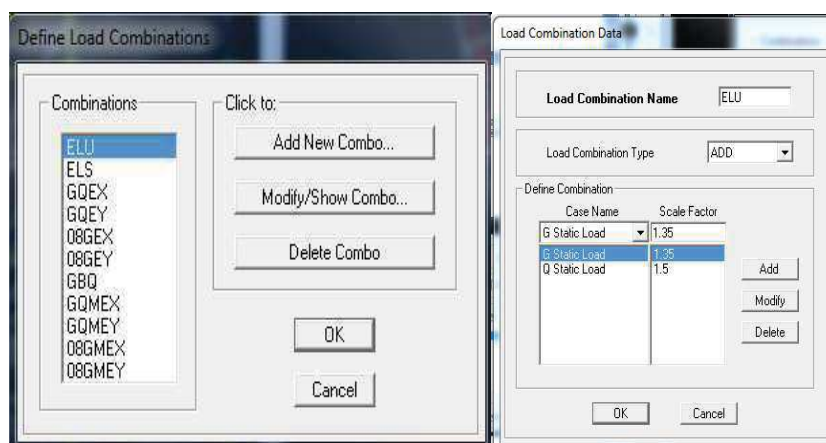 Define Load Combinations
Combinations
ELU
ELS
GQEX
GQEY
08GEX
08GEY
GBQ
GQMEX
GQMEY
08GMEX
08GMEY
Click to:
Add New Combo...
Modify/Show Combo...
Delete Combo
OK
Cancel
Load Combination Data
Load Combination Name ELU
Load Combination Type ADD
Define Combination
Case Name Scale Factor
G Static Load 1.35
G Static Load 1.35
Q Static Load 1.5
Add
Modify
Delete
OK
Cancel